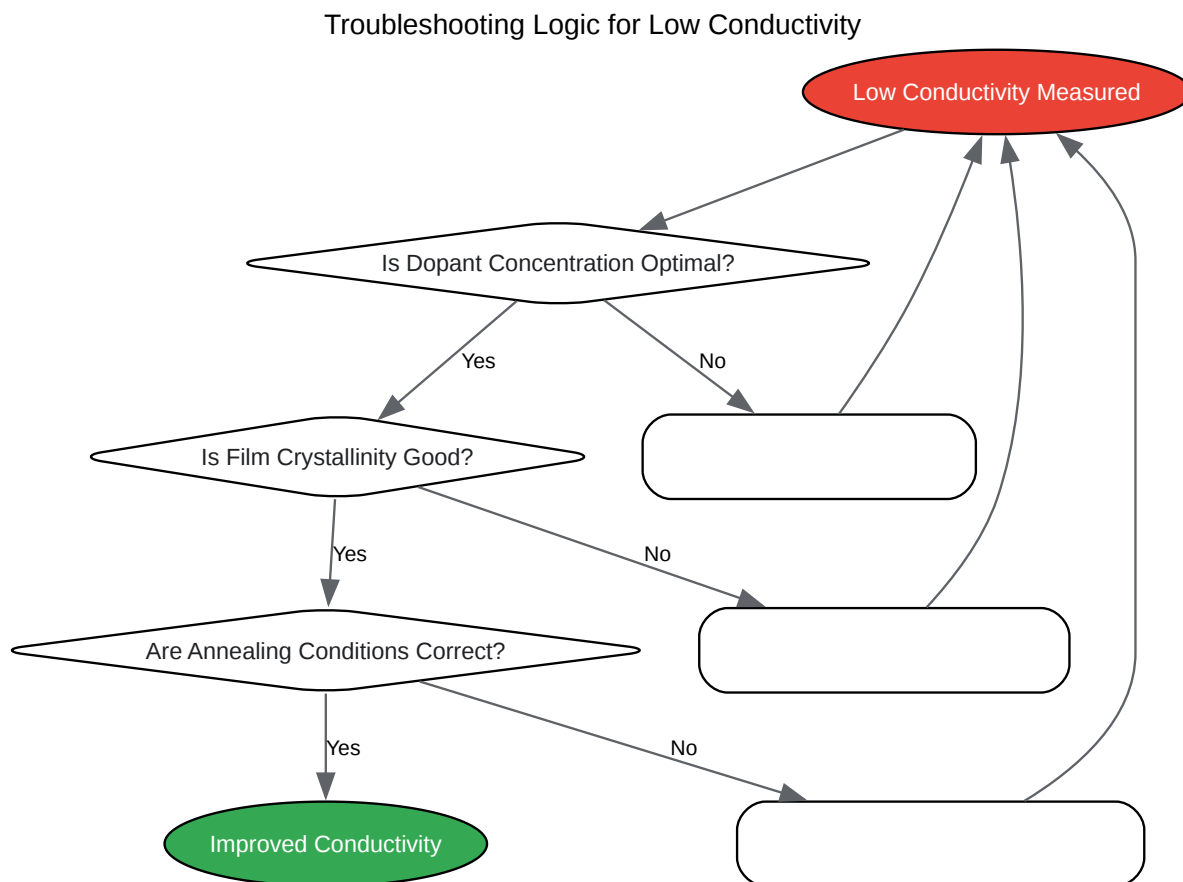 Troubleshooting Logic for Low Conductivity
Low Conductivity Measured
Is Dopant Concentration Optimal?
Yes
No
Is Film Crystallinity Good?
Yes
No
Are Annealing Conditions Correct?
Yes
No
Improved Conductivity